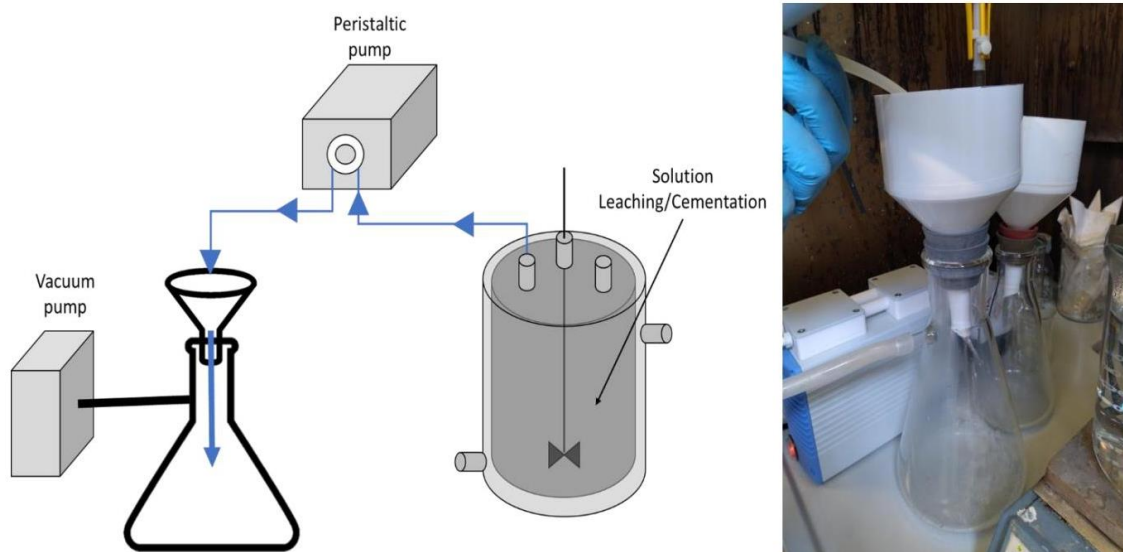 Peristaltic
pump
Solution
Leaching/Cementation
Vacuum
pump